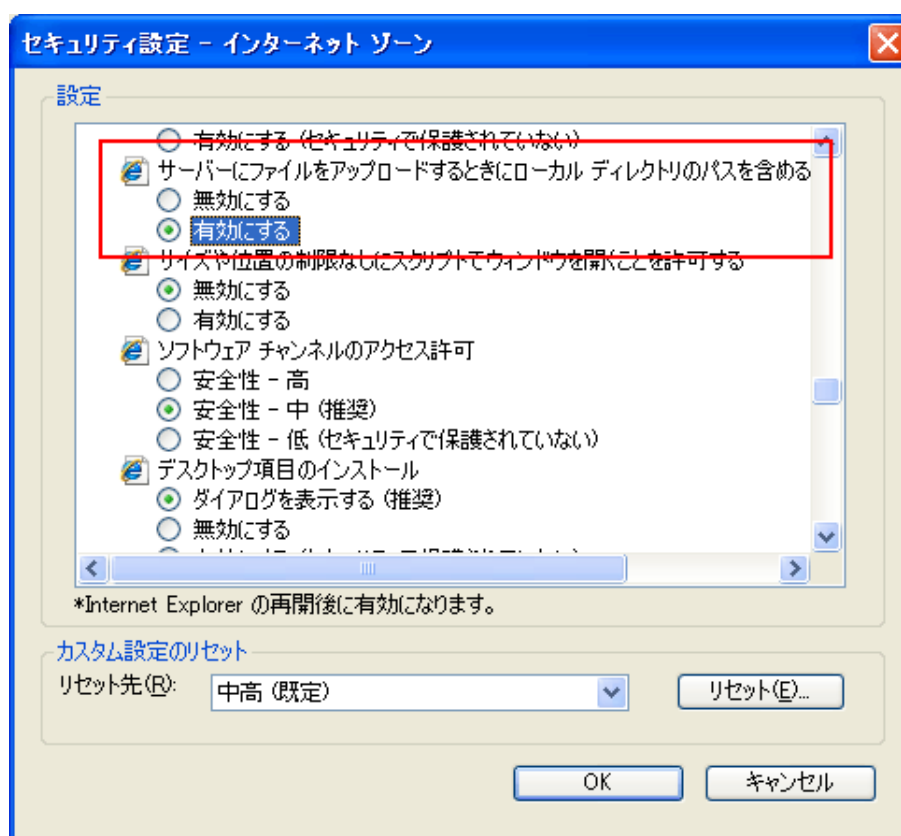 セキュリティ設定 - インターネット ゾーン
設定
有効にする (セキュリティで保護されていない)
サーバーにファイルをアップロードするときにローカル ディレクトリのパスを含める
無効にする
有効にする
サイズや位置の制限なしにスクリプトでウィンドウを開くことを許可する
無効にする
有効にする
ソフトウェア チャンネルのアクセス許可
安全性 - 高
安全性 - 中 (推奨)
安全性 - 低 (セキュリティで保護されていない)
デスクトップ項目のインストール
ダイアログを表示する (推奨)
無効にする
*Internet Explorer の再開後に有効になります。
カスタム設定のリセット
リセット先(R):
中高 (既定)
リセット(E)...
OK
キャンセル